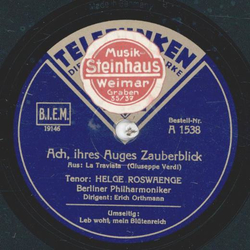 TELEFUNKEN
Musik-
Steinhaus
Weimar
Graben
35/37
B.I.E.M.
19146
Bestell-Nr.
A 1538
Ach, ihres Auges Zauberblick
Aus: La Traviata (Giuseppe Verdi)
Tenor: HELGE ROSWAENGE
Berliner Philharmoniker
Dirigent: Erich Orthmann
Umseitig:
Leb wohl, mein Blütenreich